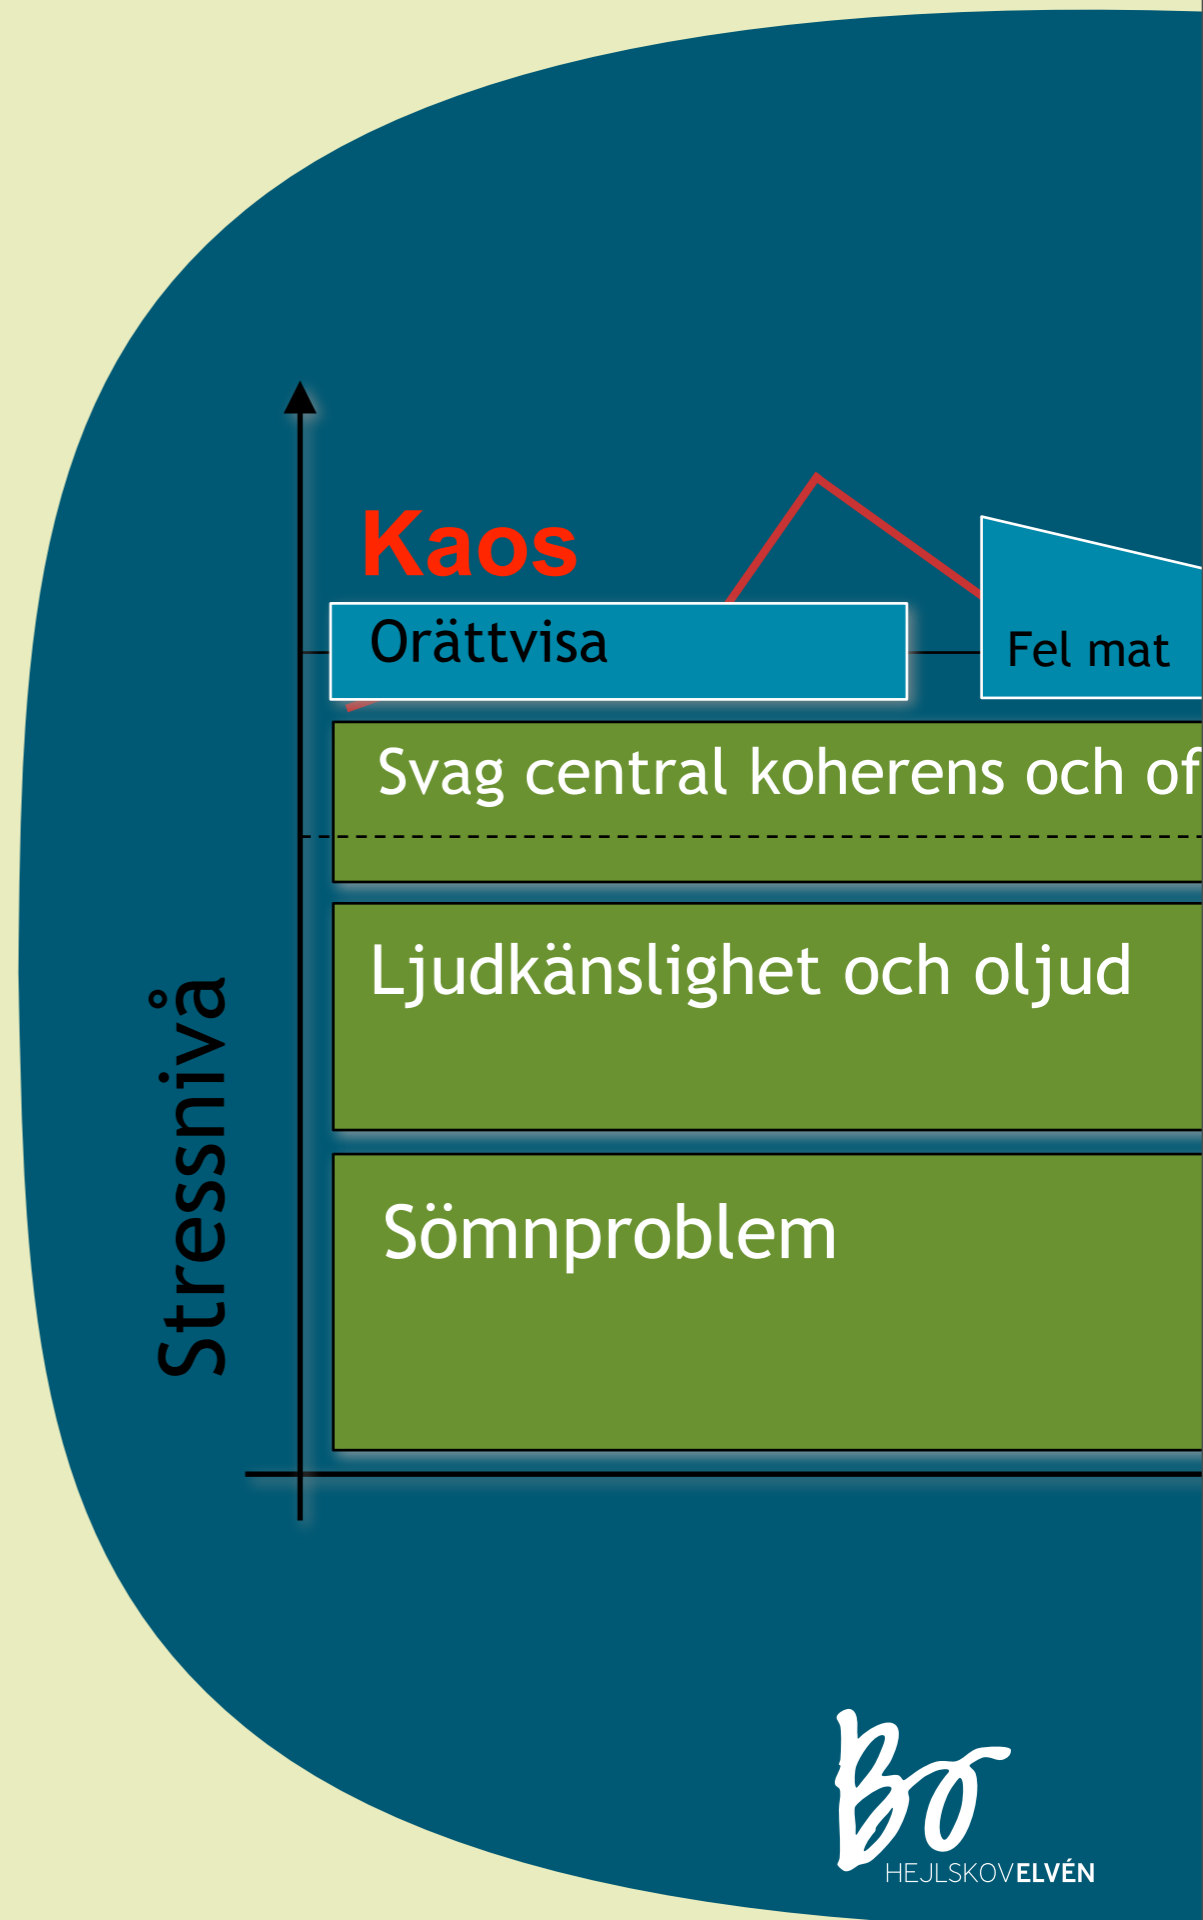 Kaos
Orättvisa
Fel mat
Svag central koherens och
Ljudkänslighet och oljud
Stressnivå
Sömnproblem
Bo
HEJLSKOVELVÉN